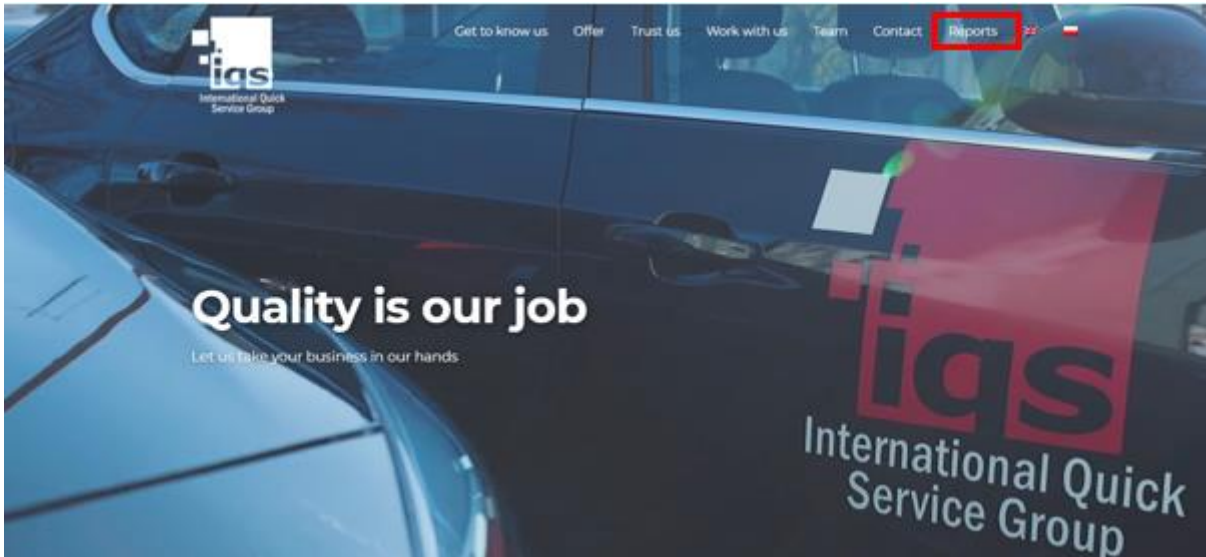 Get to know us Offer Trust us Work with us Team Contact Reports
iqs
International Quick
Service Group
Quality is our job
Let us take your business in our hands
iqs
International Quick
Service Group